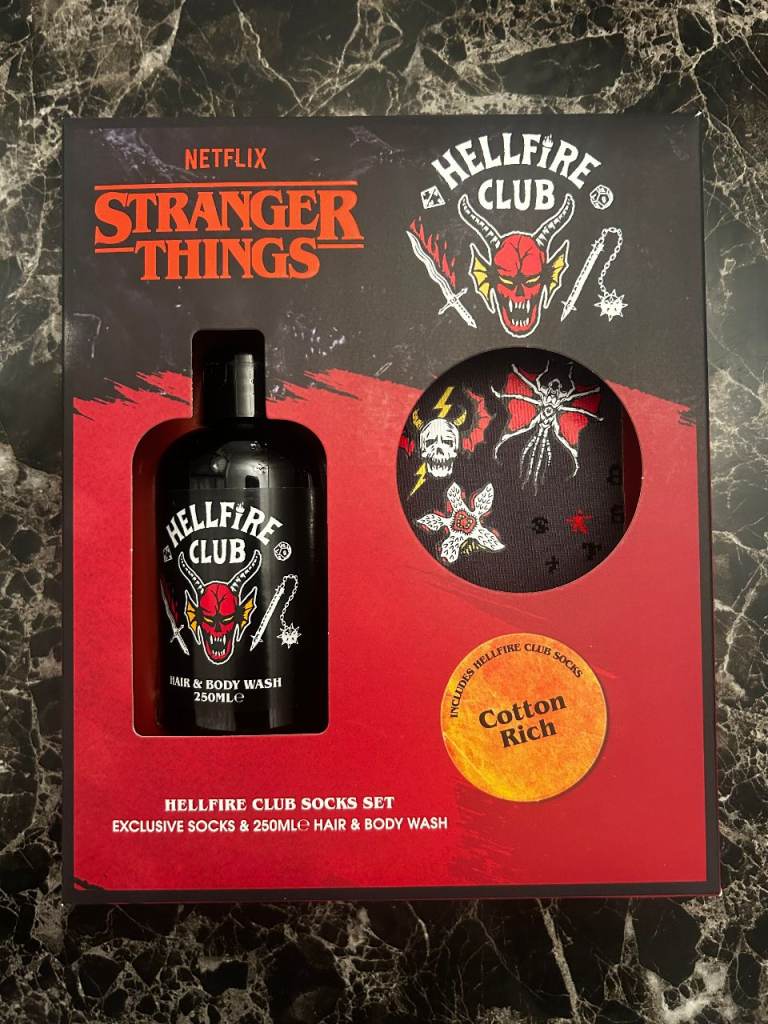 NETFLIX
STRANGER
THINGS
HELLFIRE
CLUB
HELLFIRE
CLUB
HAIR & BODY WASH
250ML℮
INCLUDES HELLFIRE CLUB SOCKS
Cotton
Rich
HELLFIRE CLUB SOCKS SET
EXCLUSIVE SOCKS & 250ML℮ HAIR & BODY WASH